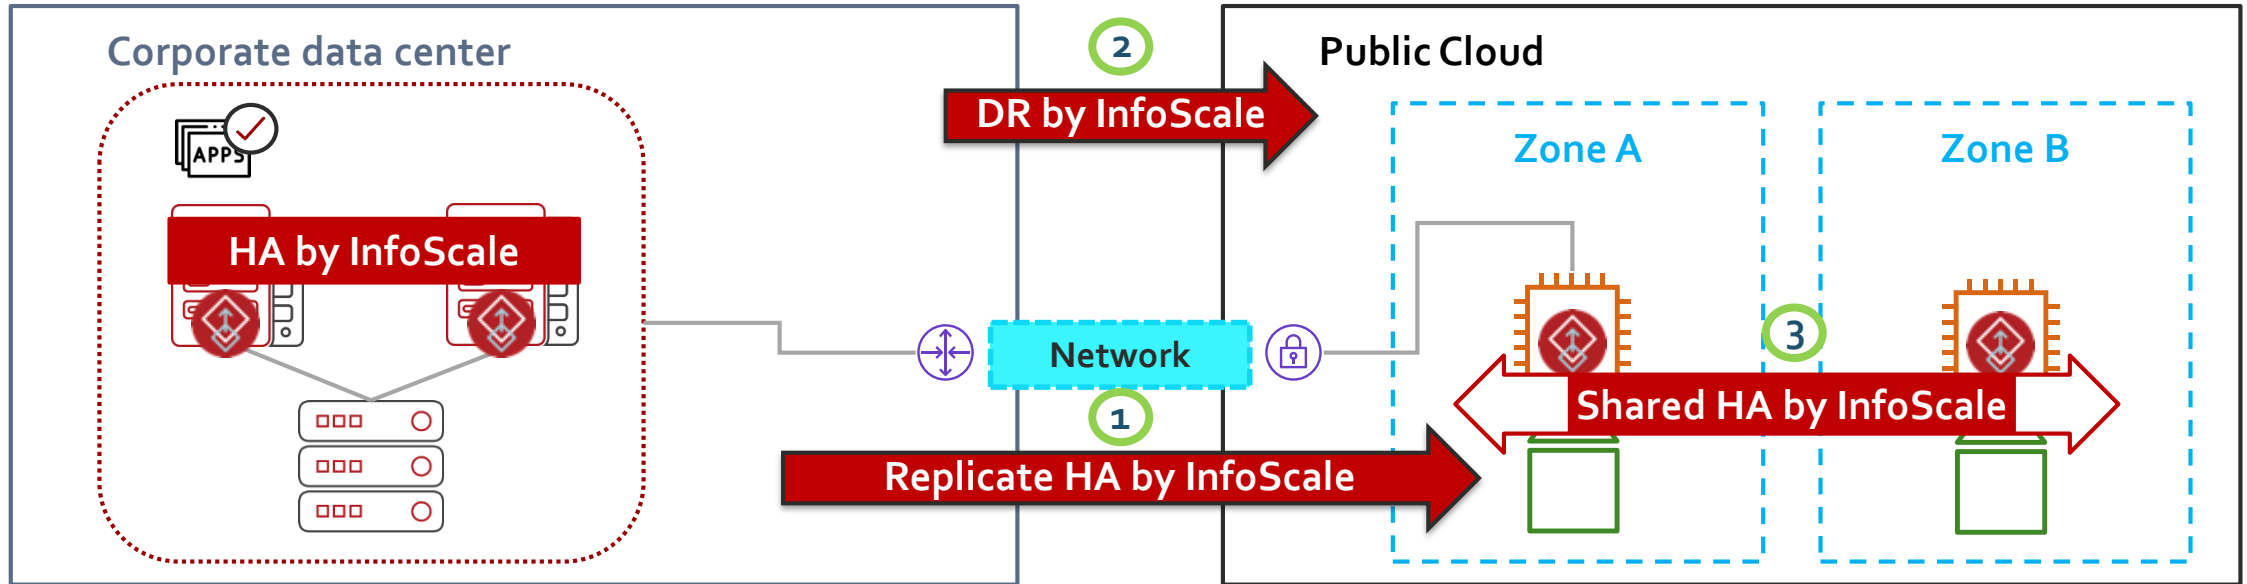 Corporate data center
2
Public Cloud
DR by InfoScale
APPS
Zone A
Zone B
HA by InfoScale
Network
3
1
Shared HA by InfoScale
Replicate HA by InfoScale